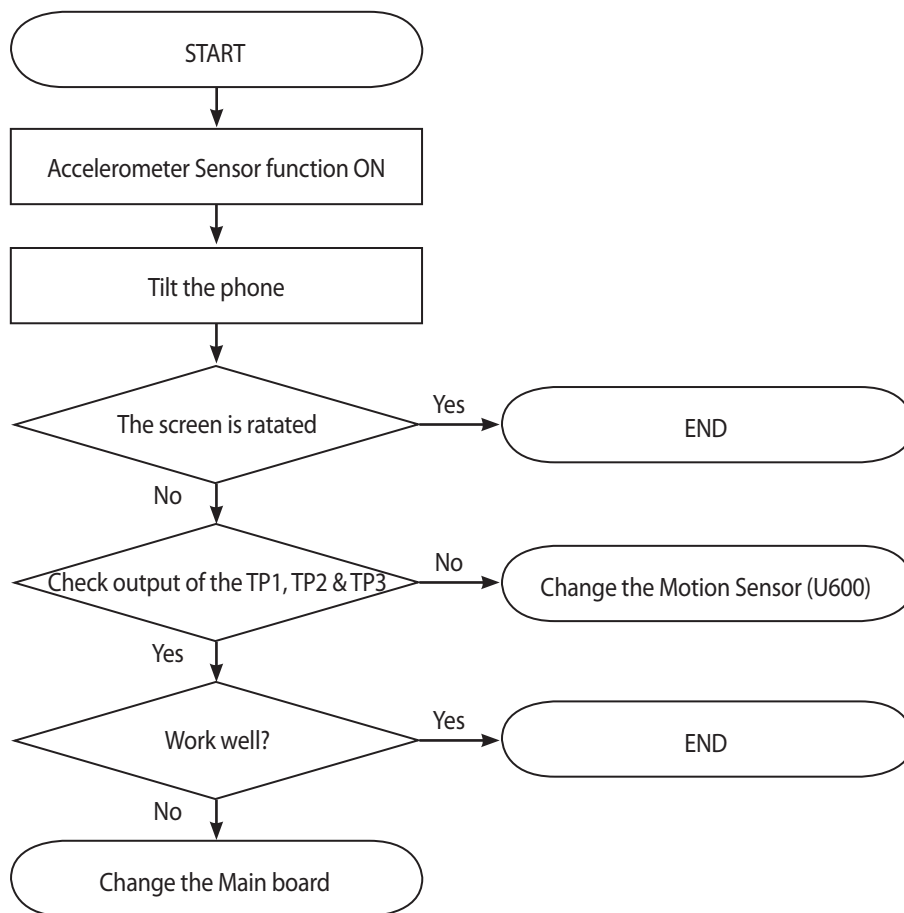 START
Accelerometer Sensor function ON
Tilt the phone
The screen is ratated
Yes
END
No
Check output of the TP1, TP2 & TP3
No
Change the Motion Sensor (U600)
Yes
Work well?
Yes
END
No
Change the Main board